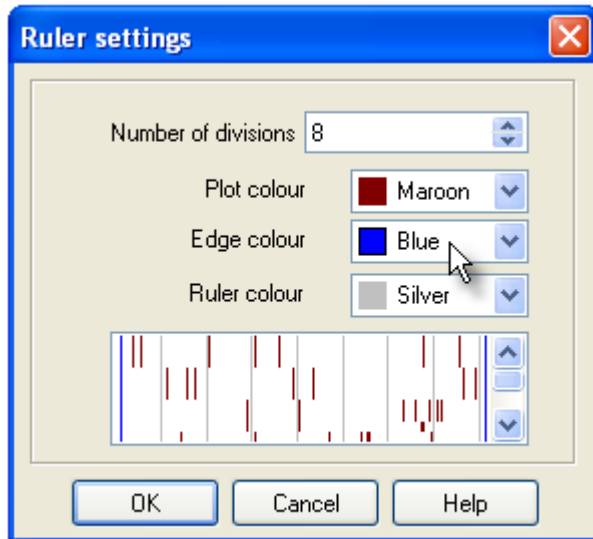 Ruler settings
Number of divisions 8
Plot colour Maroon
Edge colour Blue
Ruler colour Silver
OK Cancel Help